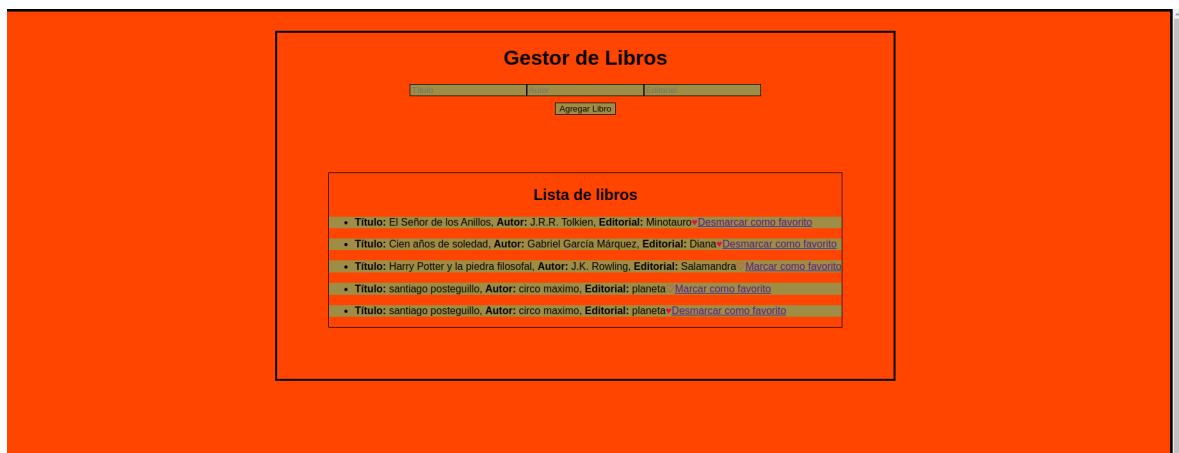 Gestor de Libros
Título Autor Editorial
Agregar Libro
Lista de libros
Título: El Señor de los Anillos, Autor: J.R.R. Tolkien, Editorial: Minotauro♥Desmarcar como favorito
Título: Cien años de soledad, Autor: Gabriel García Márquez, Editorial: Diana♥Desmarcar como favorito
Título: Harry Potter y la piedra filosofal, Autor: J.K. Rowling, Editorial: Salamandra♡Marcar como favorito
Título: santiago posteguillo, Autor: circo maximo, Editorial: planeta♡Marcar como favorito
Título: santiago posteguillo, Autor: circo maximo, Editorial: planeta♥Desmarcar como favorito